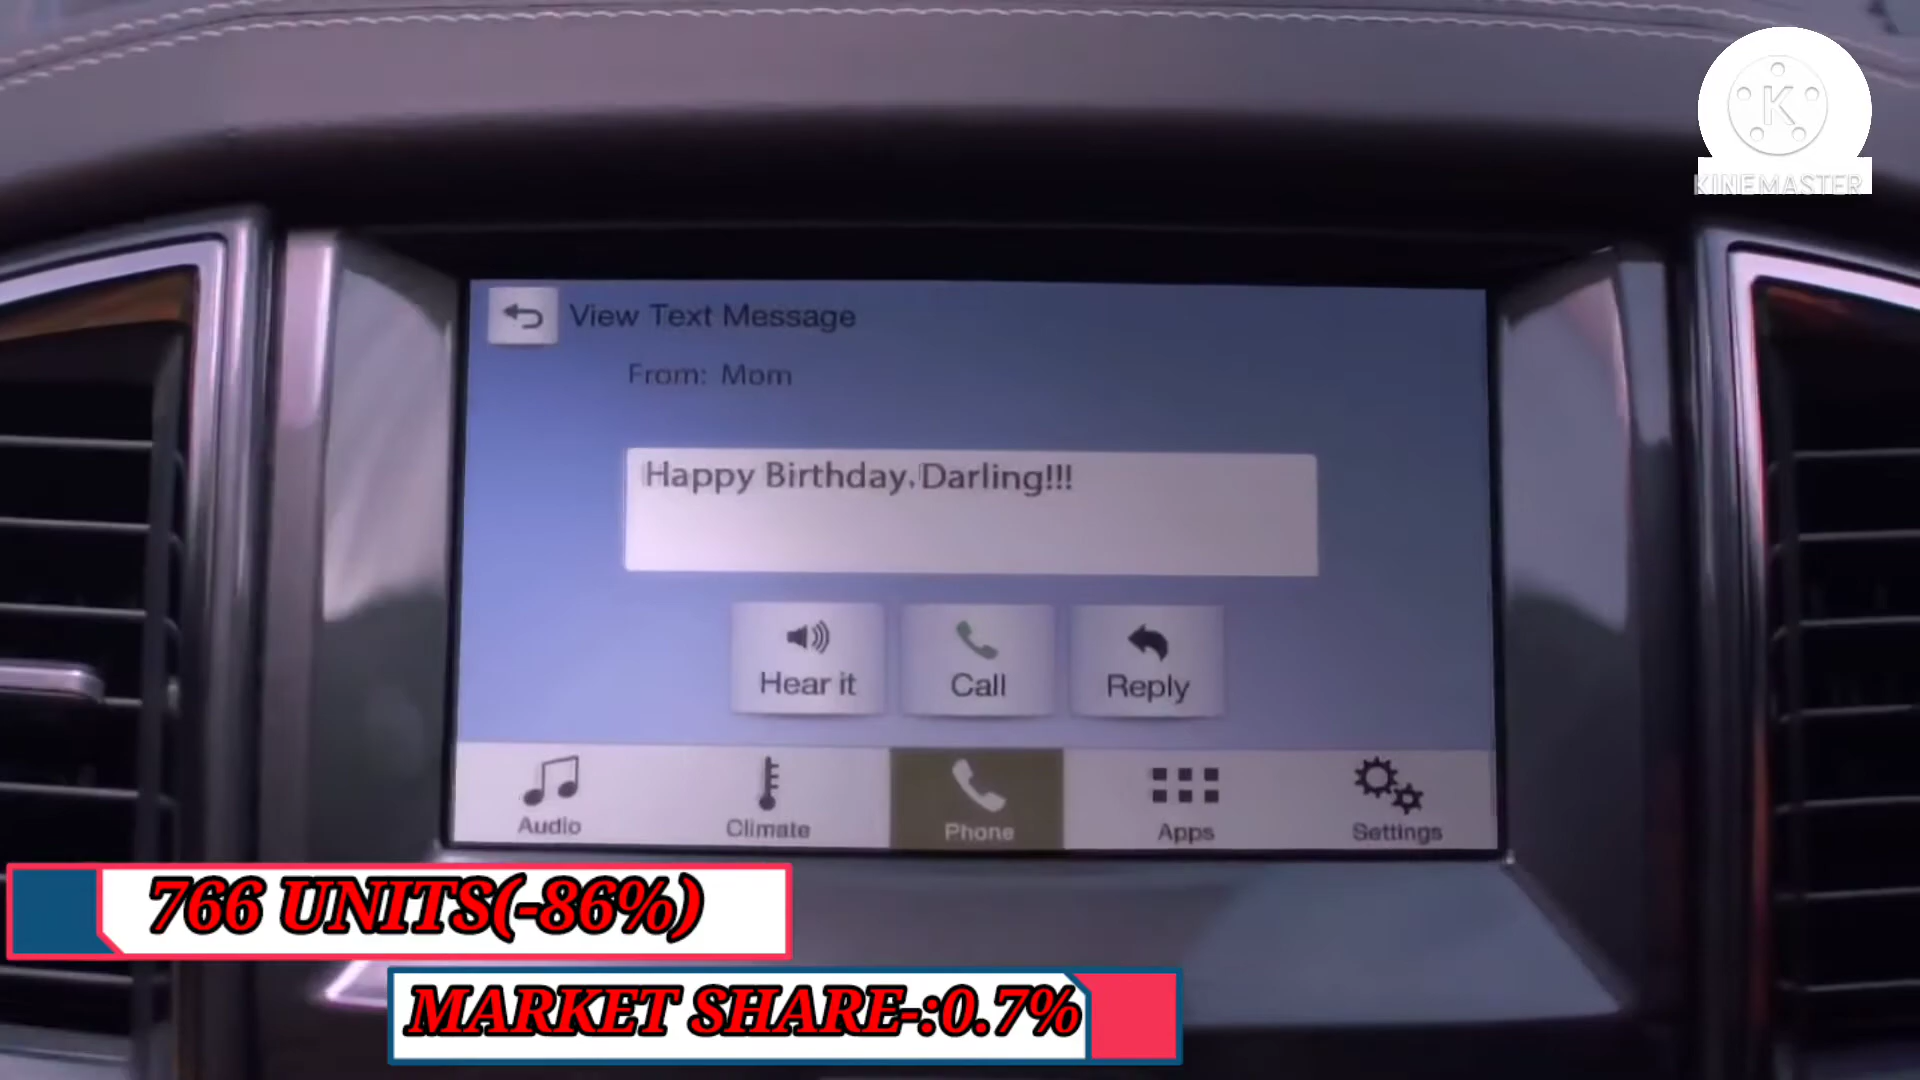 K
KINEMASTER
View Text Message
From: Mom
Happy Birthday, Darling!!!
Hear it
Call
Reply
Audio
Climate
Phone
Apps
Settings
766 UNITS(-86%)
MARKET SHARE-:0.7%